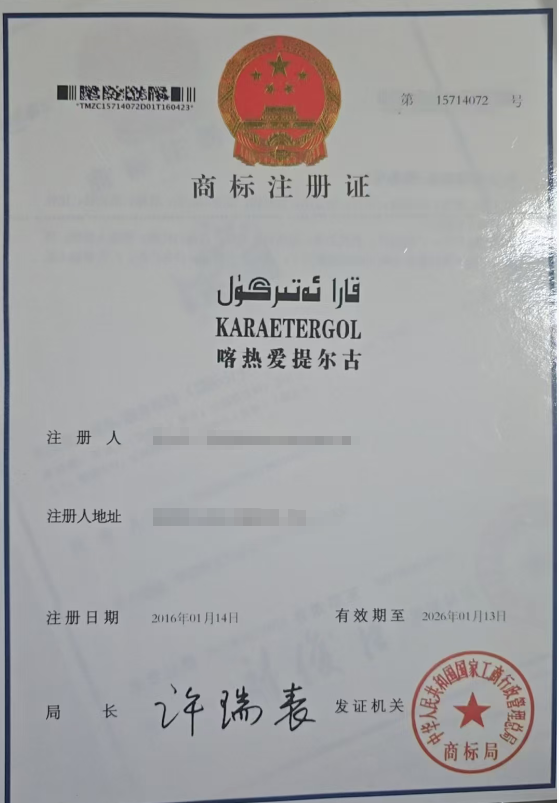 *TMZC15714072D01T160423*
第 15714072 号
商标注册证
قارا ئەتىرگۈل
KARAETERGOL
喀热爱提尔古
注册人
注册人地址
注册日期 2016年01月14日 有效期至 2026年01月13日
局长 许瑞表 发证机关
中华人民共和国国家工商行政管理总局
商标局